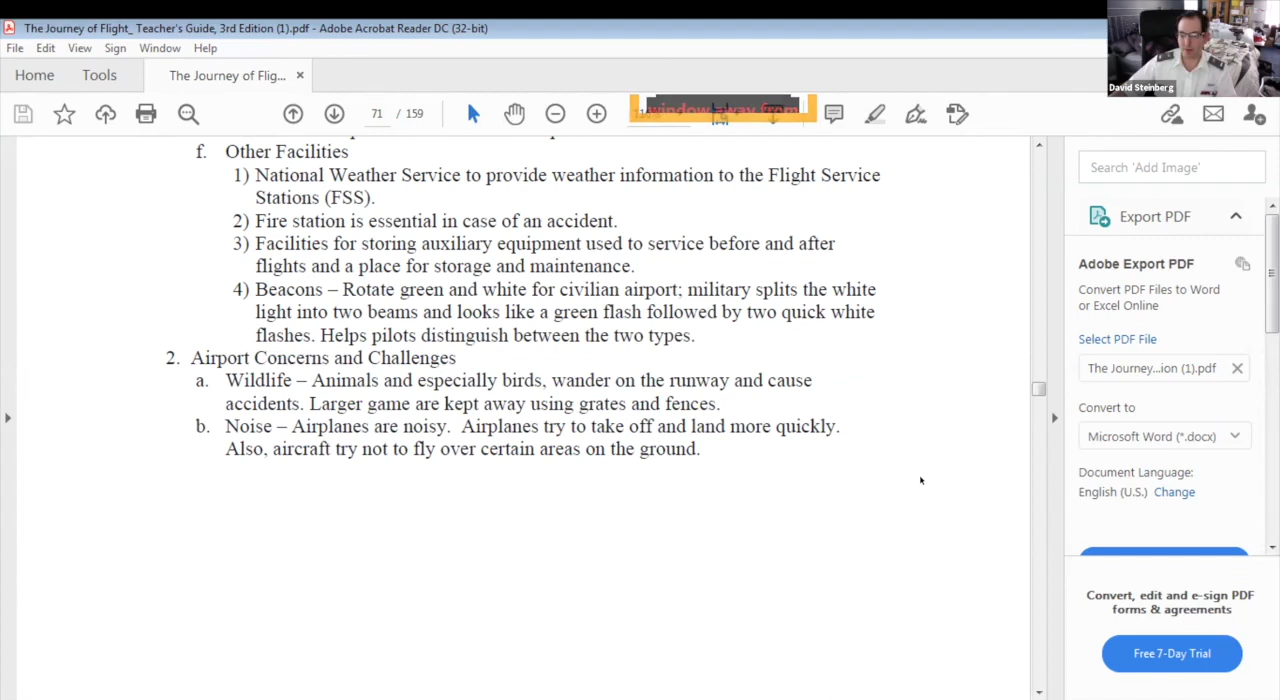 The Journey of Flight_ Teacher's Guide, 3rd Edition (1).pdf - Adobe Acrobat Reader DC (32-bit)
File Edit View Sign Window Help
Home Tools The Journey of Flig... ×
71 / 159
window away from
David Steinberg
f. Other Facilities
1) National Weather Service to provide weather information to the Flight Service
Stations (FSS).
2) Fire station is essential in case of an accident.
3) Facilities for storing auxiliary equipment used to service before and after
flights and a place for storage and maintenance.
4) Beacons – Rotate green and white for civilian airport; military splits the white
light into two beams and looks like a green flash followed by two quick white
flashes. Helps pilots distinguish between the two types.
2. Airport Concerns and Challenges
a. Wildlife – Animals and especially birds, wander on the runway and cause
accidents. Larger game are kept away using grates and fences.
b. Noise – Airplanes are noisy. Airplanes try to take off and land more quickly.
Also, aircraft try not to fly over certain areas on the ground.
Search 'Add Image'
Export PDF
Adobe Export PDF
Convert PDF Files to Word
or Excel Online
Select PDF File
The Journey...ion (1).pdf
Convert to
Microsoft Word (*.docx)
Document Language:
English (U.S.) Change
Convert, edit and e-sign PDF
forms & agreements
Free 7-Day Trial